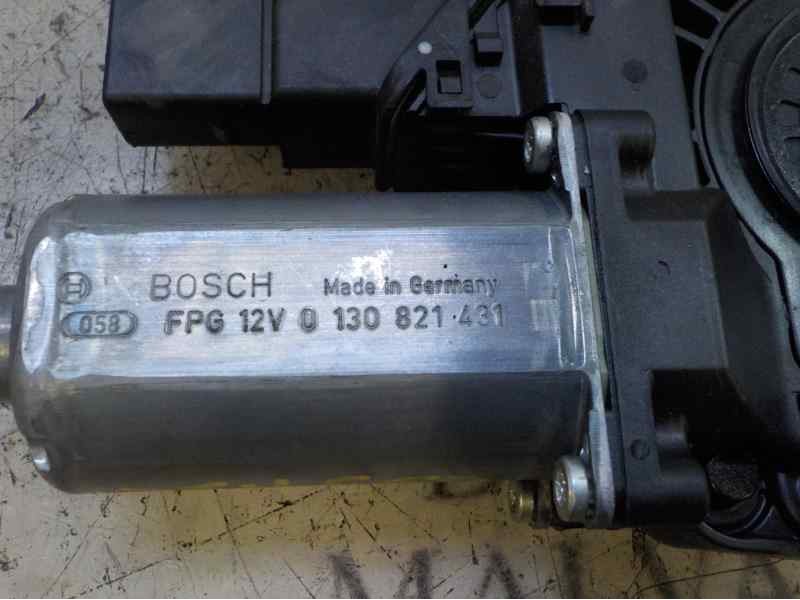 BOSCH Made in Germany
058 FPG 12V 0 130 821 431